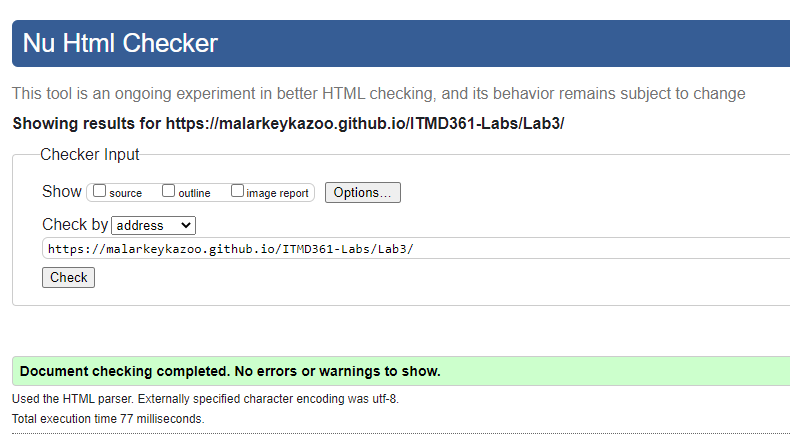 Nu Html Checker
This tool is an ongoing experiment in better HTML checking, and its behavior remains subject to change
Showing results for https://malarkeykazoo.github.io/ITMD361-Labs/Lab3/
Checker Input
Show source outline image report Options...
Check by address
https://malarkeykazoo.github.io/ITMD361-Labs/Lab3/
Check
Document checking completed. No errors or warnings to show.
Used the HTML parser. Externally specified character encoding was utf-8.
Total execution time 77 milliseconds.